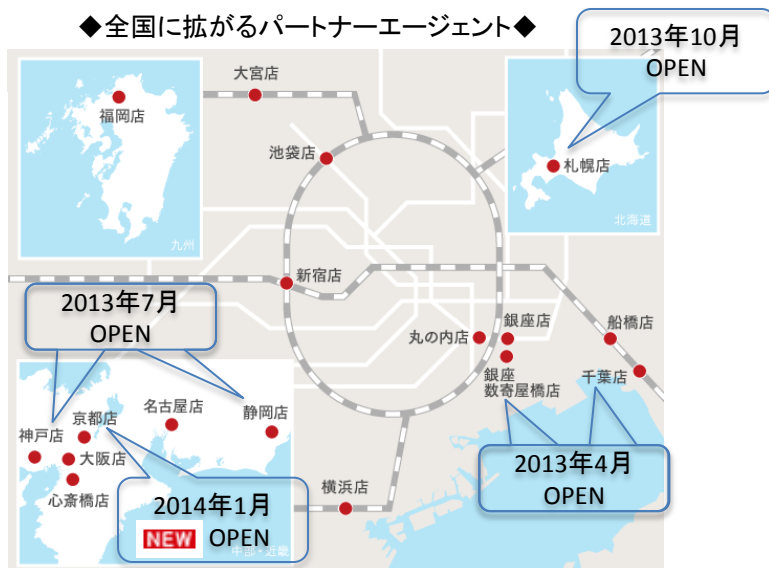 ◆全国に拡がるパートナーエージェント◆
2013年10月
OPEN
大宮店
福岡店
池袋店
札幌店
九州
北海道
新宿店
2013年7月
OPEN
丸の内店
銀座店
船橋店
銀座
数寄屋橋店
千葉店
名古屋店
静岡店
京都店
神戸店
大阪店
心斎橋店
2013年4月
OPEN
2014年1月
NEW OPEN
横浜店
中部・近畿